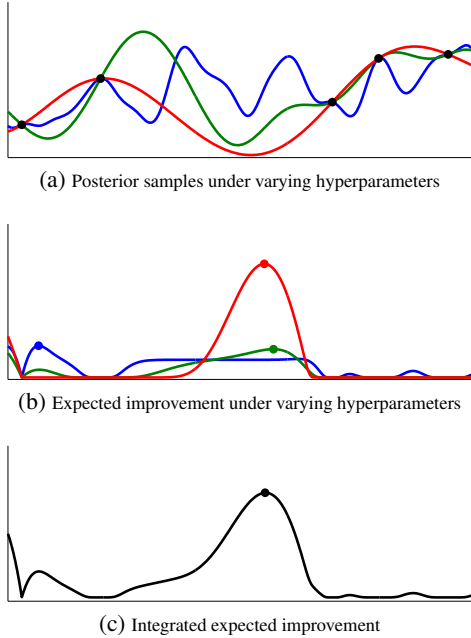 (a) Posterior samples under varying hyperparameters
(b) Expected improvement under varying hyperparameters
(c) Integrated expected improvement